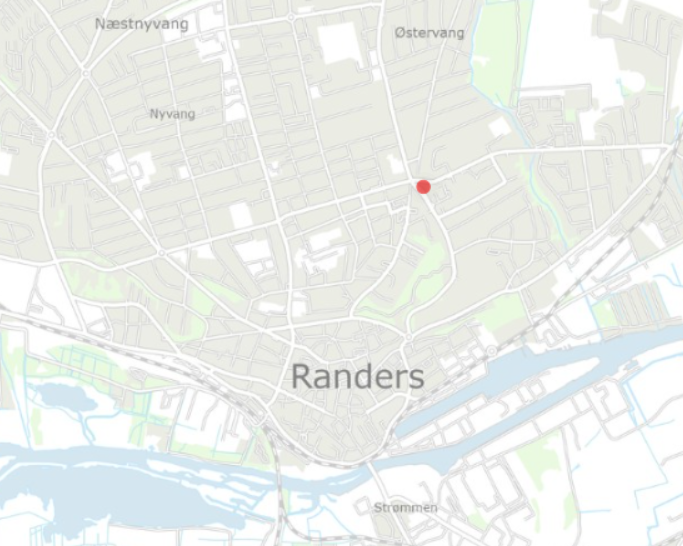 Næstnyvang
Østervang
Nyvang
Randers
Strømmen